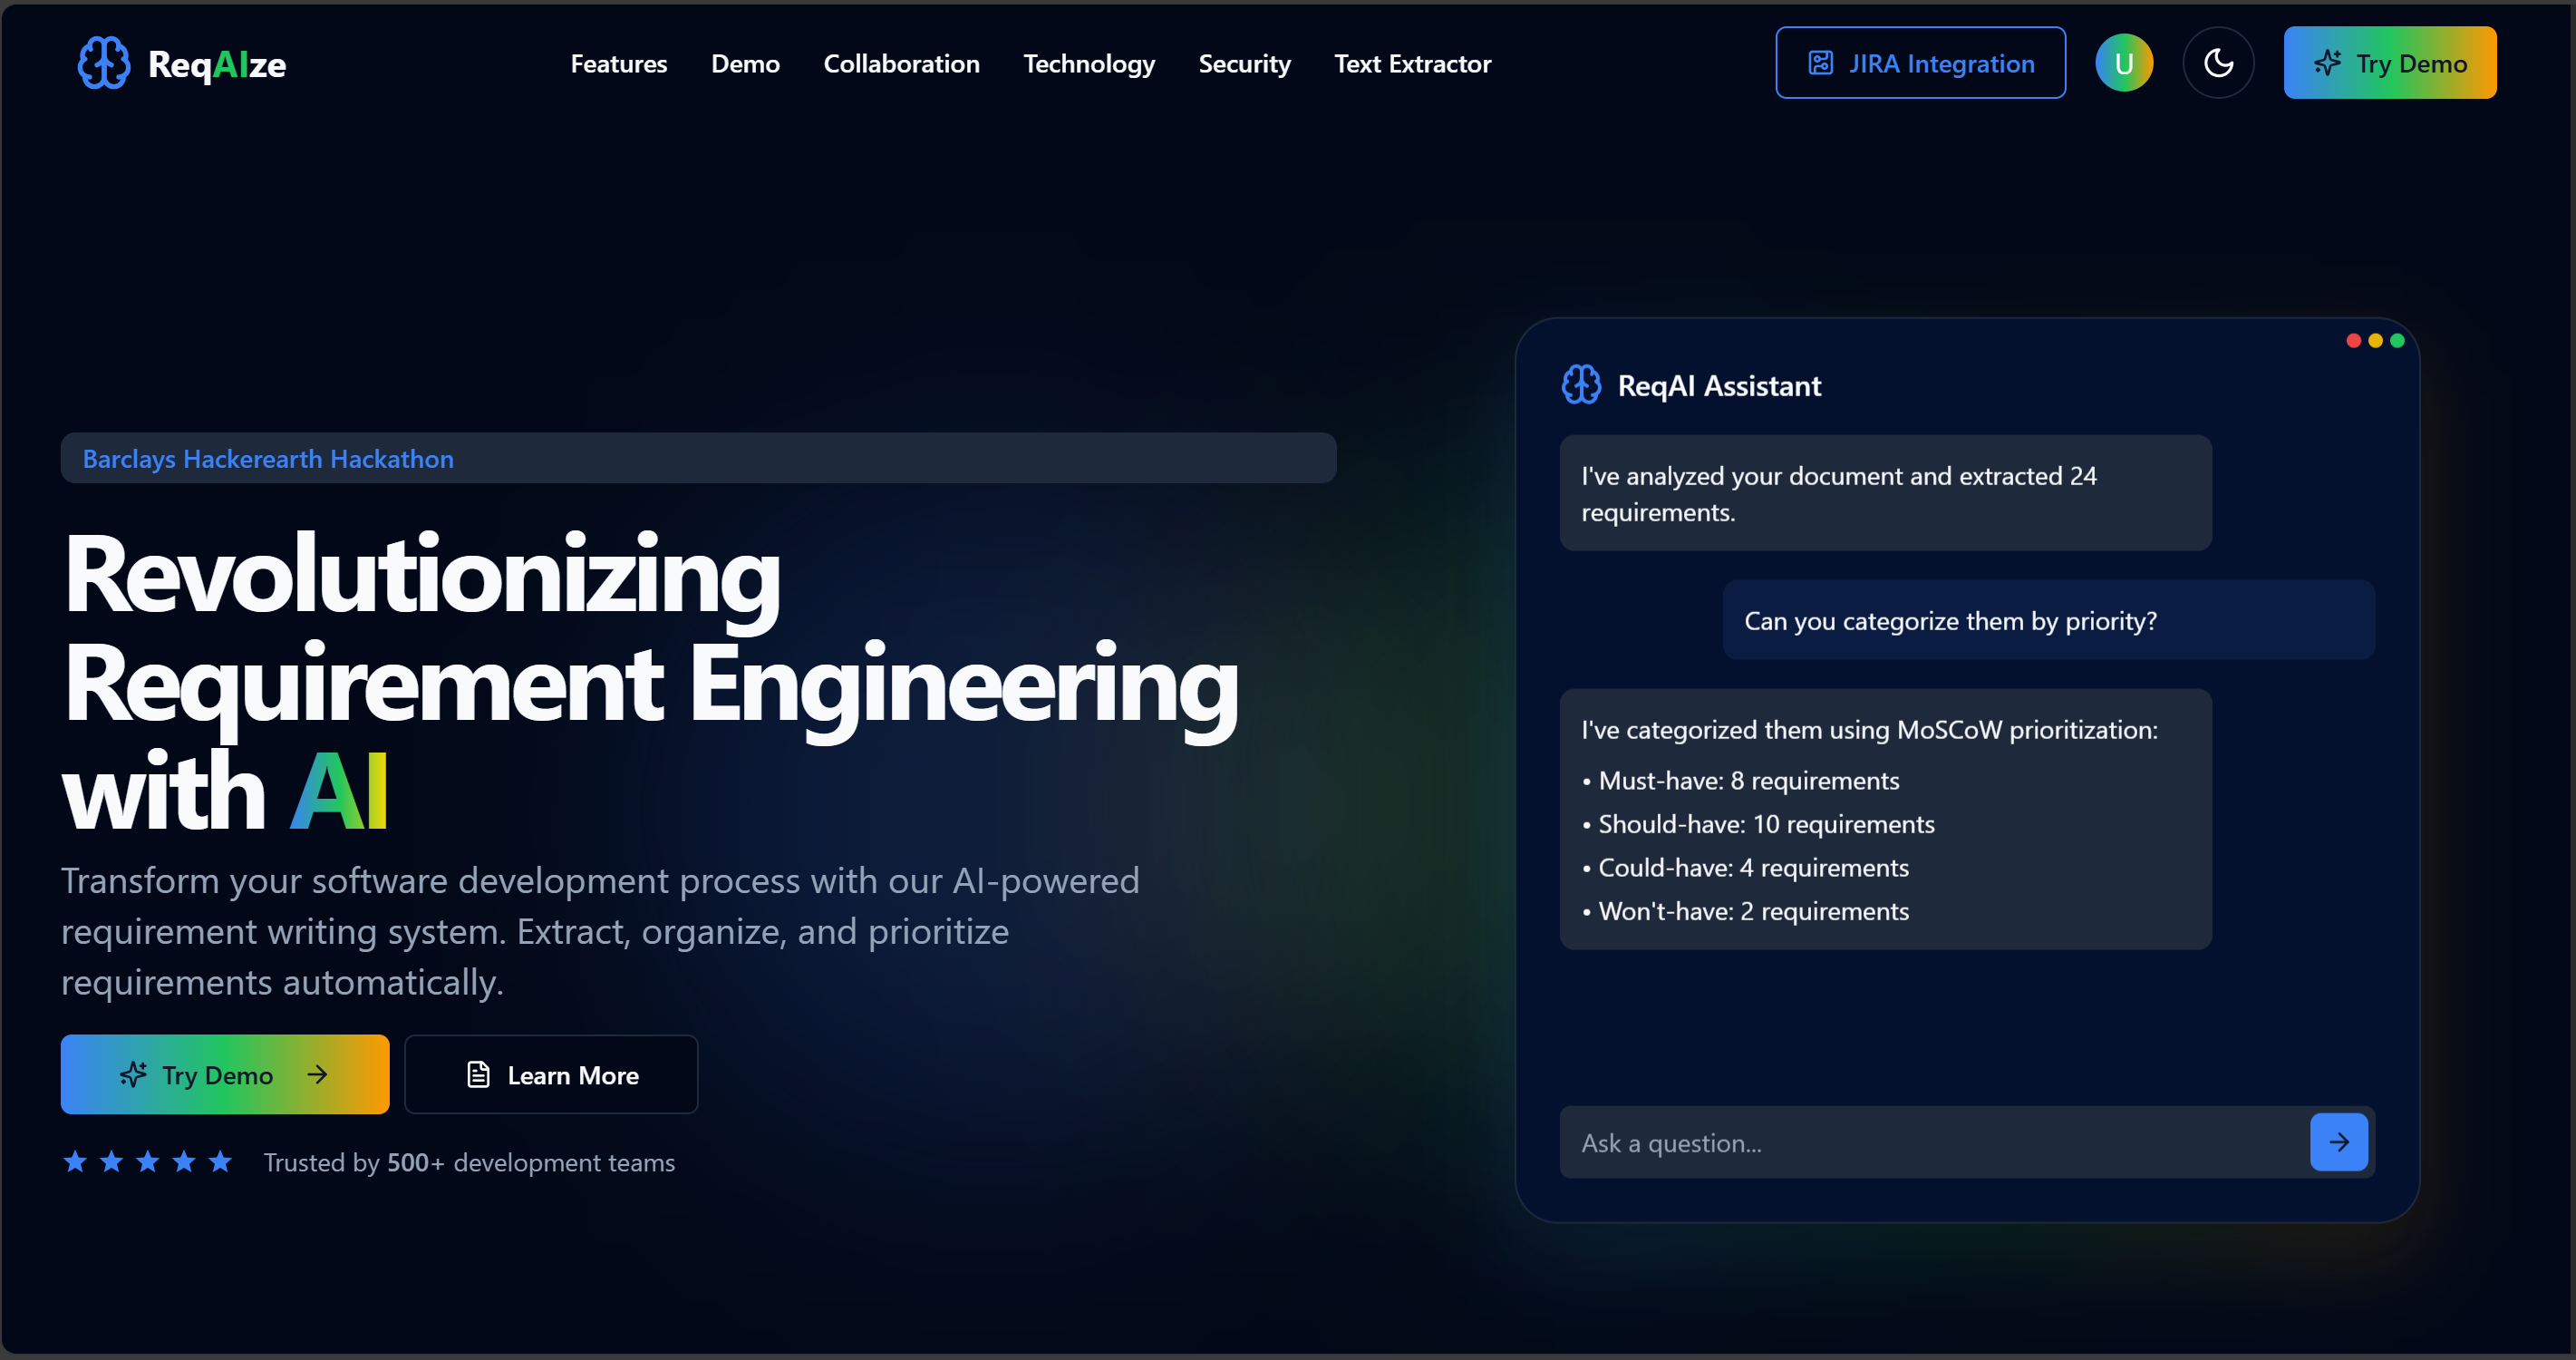 ReqAIze
Features
Demo
Collaboration
Technology
Security
Text Extractor
JIRA Integration
U
Try Demo
Barclays Hackerearth Hackathon
Revolutionizing
Requirement Engineering
with AI
Transform your software development process with our AI-powered
requirement writing system. Extract, organize, and prioritize
requirements automatically.
Try Demo
Learn More
Trusted by 500+ development teams
ReqAI Assistant
I've analyzed your document and extracted 24
requirements.
Can you categorize them by priority?
I've categorized them using MoSCoW prioritization:
• Must-have: 8 requirements
• Should-have: 10 requirements
• Could-have: 4 requirements
• Won't-have: 2 requirements
Ask a question...